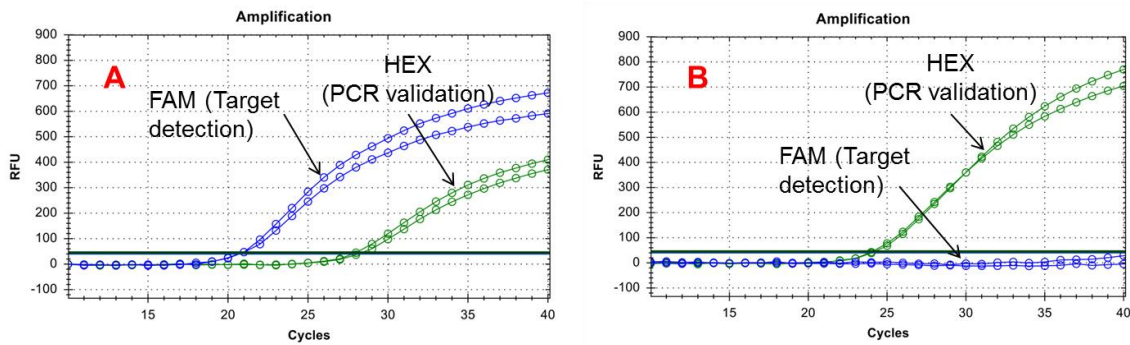 Amplification
900
800
700
600
500
400
300
200
100
0
-100
RFU
A
FAM (Target
detection)
HEX
(PCR validation)
15
20
25
30
35
40
Cycles
Amplification
900
800
700
600
500
400
300
200
100
0
-100
RFU
B
HEX
(PCR validation)
FAM (Target
detection)
15
20
25
30
35
40
Cycles